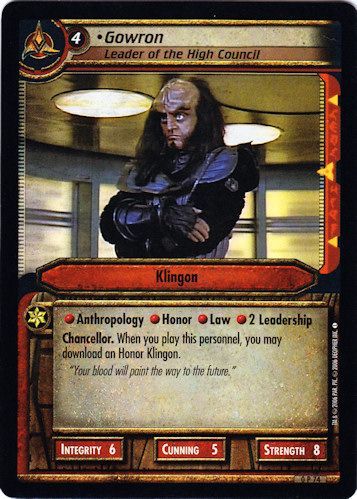 4 •Gowron
Leader of the High Council
Klingon
• Anthropology • Honor • Law • 2 Leadership
Chancellor. When you play this personnel, you may
download an Honor Klingon.
"Your blood will paint the way to the future."
INTEGRITY 6 CUNNING 5 STRENGTH 8
0 P 74